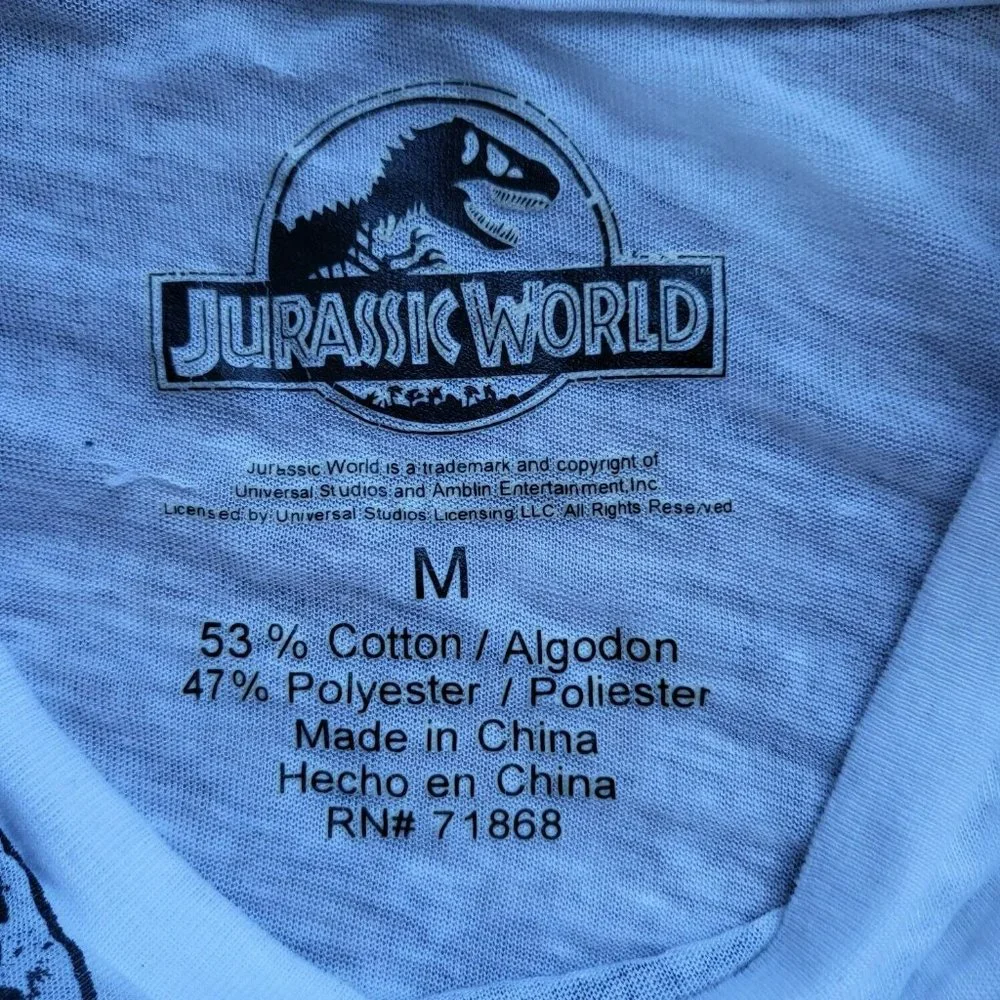 JURASSIC WORLD
TM
Jurassic World is a trademark and copyright of
Universal Studios and Amblin Entertainment,Inc.
Licensed by Universal Studios Licensing LLC All Rights Reserved
M
53 % Cotton / Algodon
47% Polyester / Poliester
Made in China
Hecho en China
RN# 71868